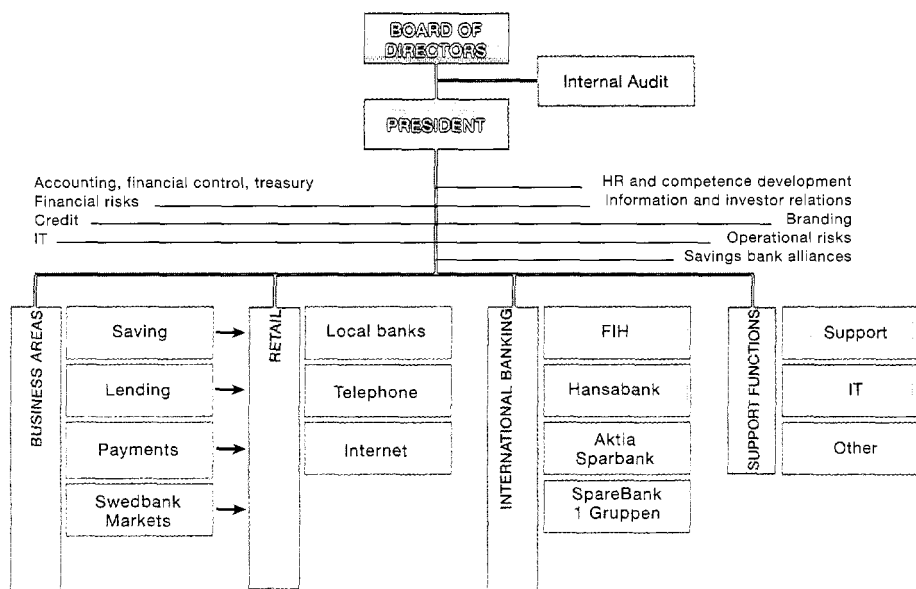 BOARD OF
DIRECTORS
Internal Audit
PRESIDENT
Accounting, financial control, treasury
HR and competence development
Financial risks
Information and investor relations
Credit
Branding
IT
Operational risks
Savings bank alliances
BUSINESS AREAS
Saving
Lending
Payments
Swedbank
Markets
RETAIL
Local banks
Telephone
Internet
INTERNATIONAL BANKING
FIH
Hansabank
Aktia
Sparbank
SpareBank
1 Gruppen
SUPPORT FUNCTIONS
Support
IT
Other